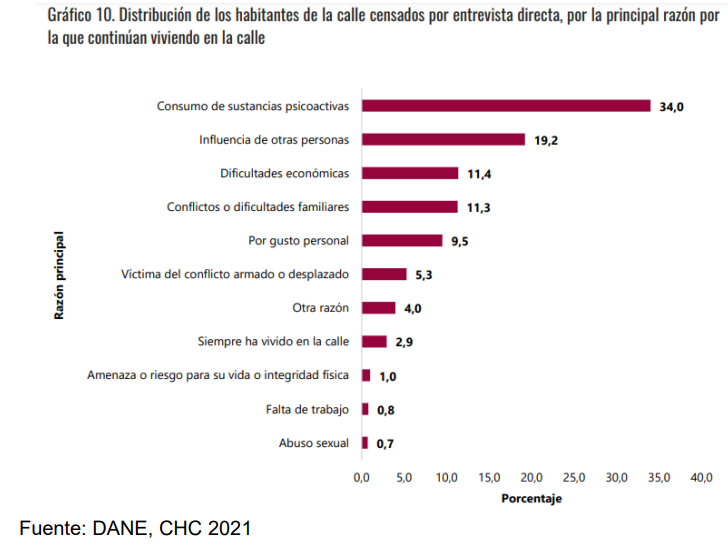 Gráfico 10. Distribución de los habitantes de la calle censados por entrevista directa, por la principal razón por
la que continúan viviendo en la calle
Consumo de sustancias psicoactivas 34,0
Influencia de otras personas 19,2
Dificultades económicas 11,4
Conflictos o dificultades familiares 11,3
Por gusto personal 9,5
Víctima del conflicto armado o desplazado 5,3
Otra razón 4,0
Siempre ha vivido en la calle 2,9
Amenaza o riesgo para su vida o integridad física 1,0
Falta de trabajo 0,8
Abuso sexual 0,7
Razón principal
0,0 5,0 10,0 15,0 20,0 25,0 30,0 35,0 40,0
Porcentaje
Fuente: DANE, CHC 2021